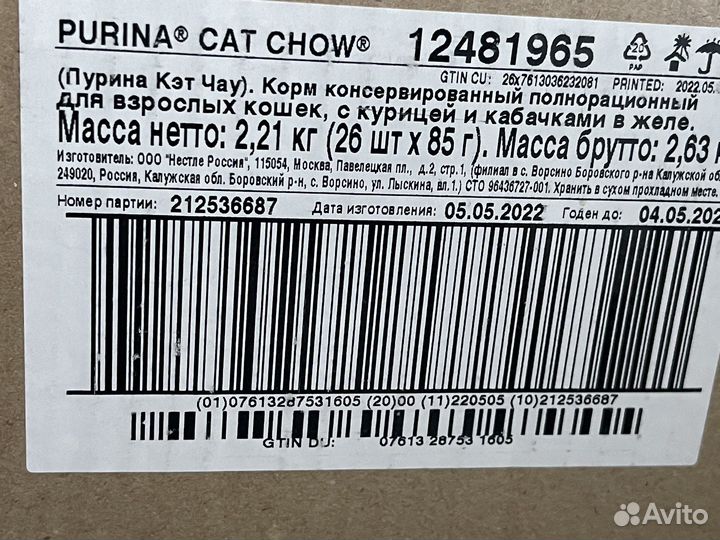 PURINA® CAT CHOW® 12481965 20 PAP
GTIN CU: 26x7613036232081 PRINTED: 2022.05.
(Пурина Кэт Чау). Корм консервированный полнорационный
для взрослых кошек, с курицей и кабачками в желе.
Масса нетто: 2,21 кг (26 шт x 85 г). Масса брутто: 2,63
Изготовитель: ООО "Нестле Россия", 115054, Москва, Павелецкая пл., д.2, стр.1, (филиал в с. Ворсино Боровского р-на Калужской об
249020, Россия, Калужская обл. Боровский р-н, с. Ворсино, ул. Лыскина, вл.1.) СТО 96436727-001. Хранить в сухом прохладном месте.
Номер партии: 212536687 Дата изготовления: 05.05.2022 Годен до: 04.05.202
(01)07613287531605 (20)00 (11)220505 (10)212536687
GTIN DU: 07613 28753 1605
Avito